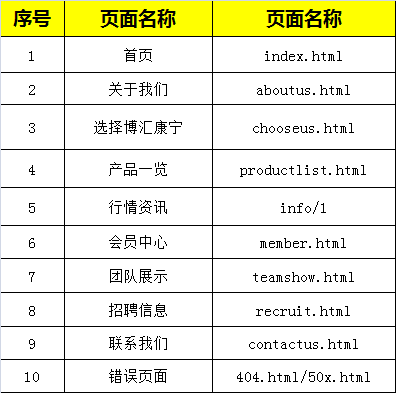 序号 页面名称 页面名称
1 首页 index.html
2 关于我们 aboutus.html
3 选择博汇康宁 chooseus.html
4 产品一览 productlist.html
5 行情资讯 info/1
6 会员中心 member.html
7 团队展示 teamshow.html
8 招聘信息 recruit.html
9 联系我们 contactus.html
10 错误页面 404.html/50x.html